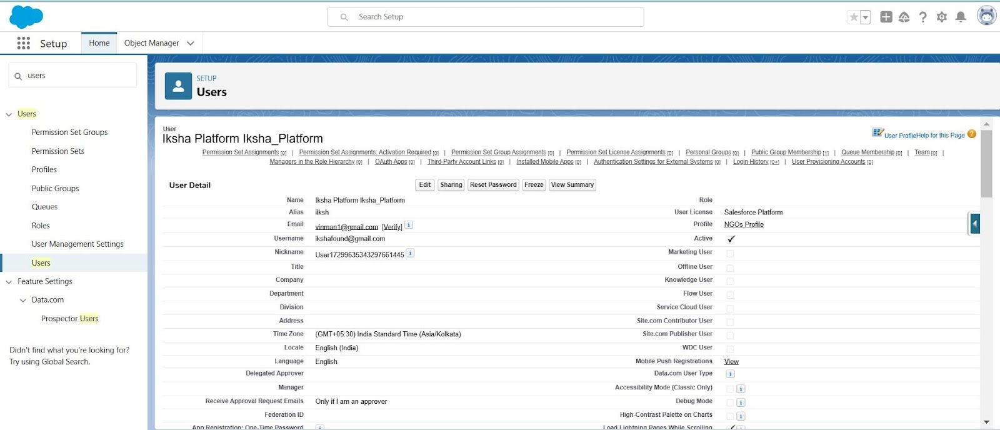 Search Setup
Setup
Home
Object Manager
users
Users
Permission Set Groups
Permission Sets
Profiles
Public Groups
Queues
Roles
User Management Settings
Users
Feature Settings
Data.com
Prospector Users
Didn't find what you're looking for?
Try using Global Search.
SETUP
Users
User
Iksha Platform Iksha_Platform
User Profile Help for this Page
Permission Set Assignments [0] | Permission Set Assignments: Activation Required [0] | Permission Set Group Assignments [0] | Permission Set License Assignments [0] | Personal Groups [0] | Public Group Membership [1] | Queue Membership [0] | Team [0] |
Managers in the Role Hierarchy [0] | OAuth Apps [0] | Third-Party Account Links [0] | Installed Mobile Apps [0] | Authentication Settings for External Systems [0] | Login History [0+] | User Provisioning Accounts [0]
User Detail Edit Sharing Reset Password Freeze View Summary
Name Iksha Platform Iksha_Platform Role
Alias iiksh User License Salesforce Platform
Email vinman1@gmail.com [Verify] Profile NGOs Profile
Username ikshafound@gmail.com Active
Nickname User17299635343297661445 Marketing User
Title Offline User
Company Knowledge User
Department Flow User
Division Service Cloud User
Address Site.com Contributor User
Time Zone (GMT+05:30) India Standard Time (Asia/Kolkata) Site.com Publisher User
Locale English (India) WDC User
Language English Mobile Push Registrations View
Delegated Approver Data.com User Type
Manager Accessibility Mode (Classic Only)
Receive Approval Request Emails Only if I am an approver Debug Mode
Federation ID High-Contrast Palette on Charts
App Registration: One-Time Password Load Lightning Pages While Scrolling